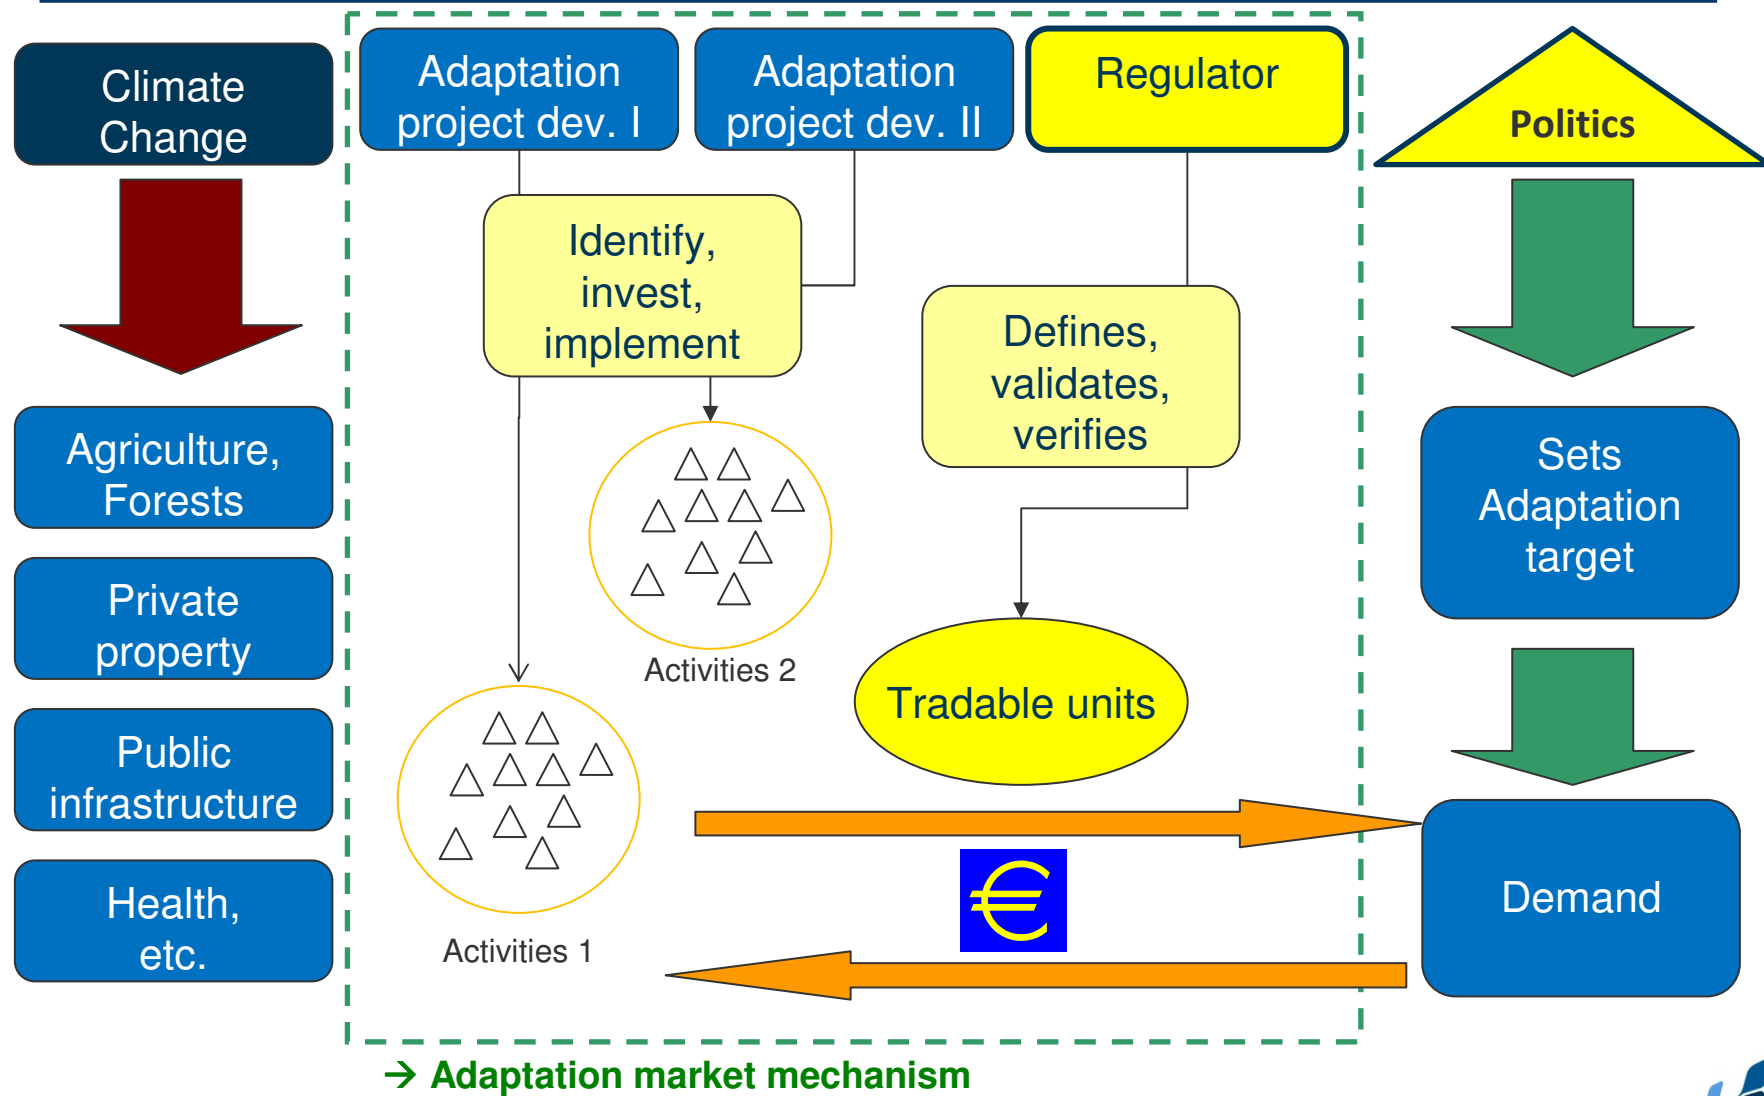 Climate
Change
Agriculture,
Forests
Private
property
Public
infrastructure
Health,
etc.
Adaptation
project dev. I
Adaptation
project dev. II
Regulator
Identify,
invest,
implement
Defines,
validates,
verifies
Activities 2
Tradable units
Activities 1
€
→ Adaptation market mechanism
Politics
Sets
Adaptation
target
Demand